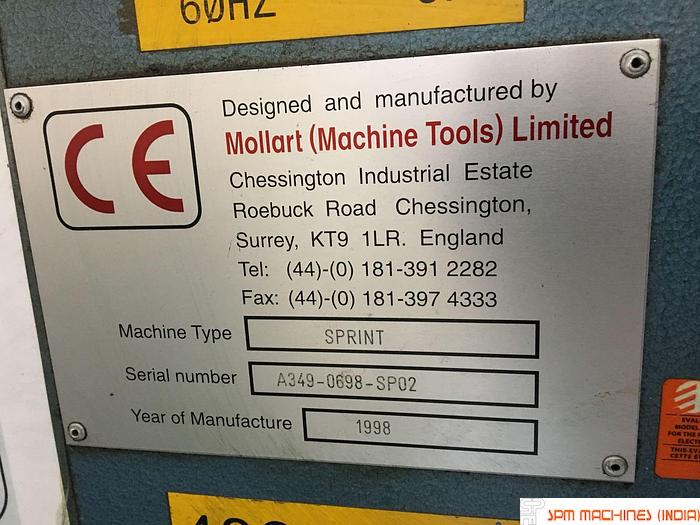 60HZ
CE
Designed and manufactured by
Mollart (Machine Tools) Limited
Chessington Industrial Estate
Roebuck Road Chessington,
Surrey, KT9 1LR. England
Tel: (44)-(0) 181-391 2282
Fax: (44)-(0) 181-397 4333
Machine Type SPRINT
Serial number A349-0698-SP02
Year of Manufacture 1998
SPM MACHINES (INDIA)